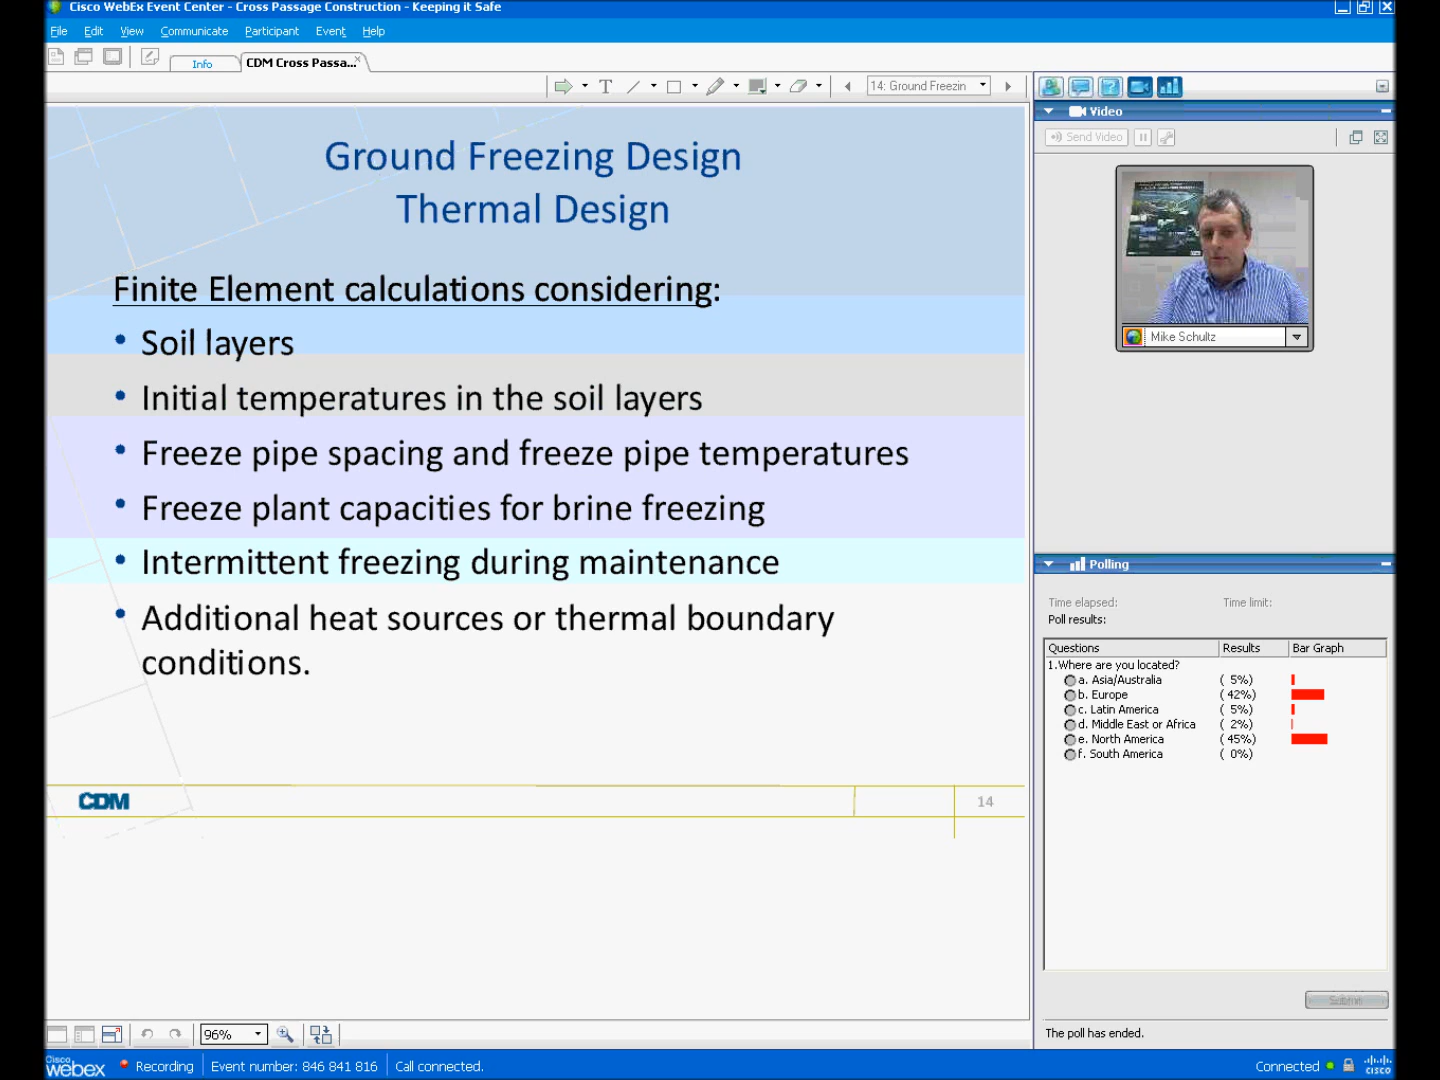 Cisco WebEx Event Center - Cross Passage Construction - Keeping it Safe
File Edit View Communicate Participant Event Help
Info CDM Cross Passa...
T 14: Ground Freezin
Ground Freezing Design
Thermal Design
Finite Element calculations considering:
• Soil layers
• Initial temperatures in the soil layers
• Freeze pipe spacing and freeze pipe temperatures
• Freeze plant capacities for brine freezing
• Intermittent freezing during maintenance
• Additional heat sources or thermal boundary
conditions.
CDM
14
Video
Send Video
Mike Schultz
Polling
Time elapsed: Time limit:
Poll results:
Questions Results Bar Graph
1.Where are you located?
a. Asia/Australia ( 5%)
b. Europe ( 42%)
c. Latin America ( 5%)
d. Middle East or Africa ( 2%)
e. North America ( 45%)
f. South America ( 0%)
Submit
The poll has ended.
96%
cisco webex Recording Event number: 846 841 816 Call connected. Connected cisco